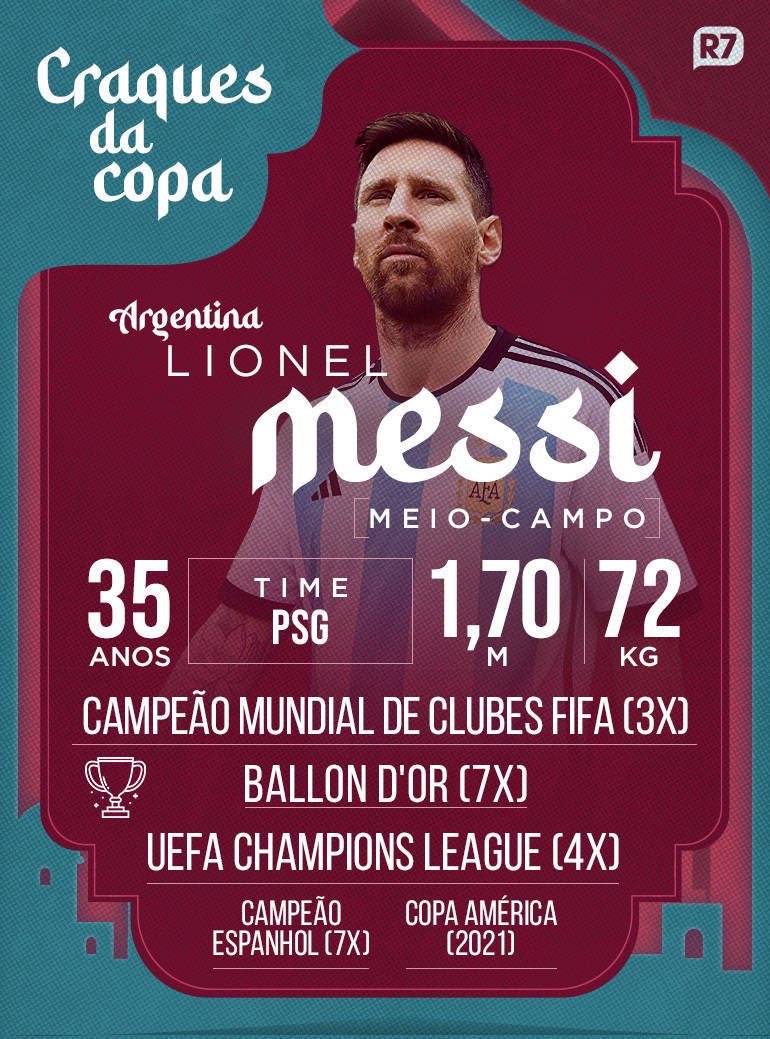 Craques
da
copa
R7
Argentina
LIONEL
messi
AFA
MEIO-CAMPO
35
ANOS
TIME
PSG
1,70
M
72
KG
CAMPEÃO MUNDIAL DE CLUBES FIFA (3X)
BALLON D'OR (7X)
UEFA CHAMPIONS LEAGUE (4X)
CAMPEÃO
ESPANHOL (7X)
COPA AMÉRICA
(2021)